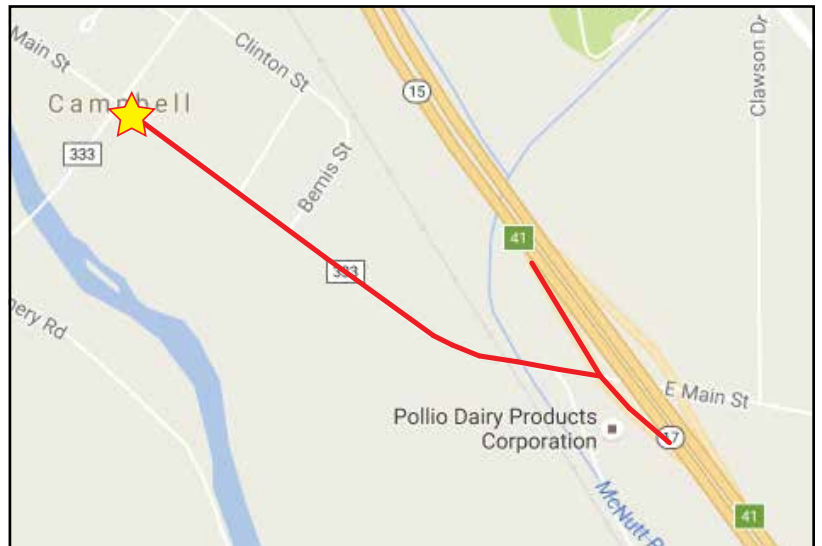 Main St
Clinton St
Clawson Dr
15
Campbell
333
Bemis St
41
333
nery Rd
E Main St
Pollio Dairy Products
Corporation
17
McNutt
41